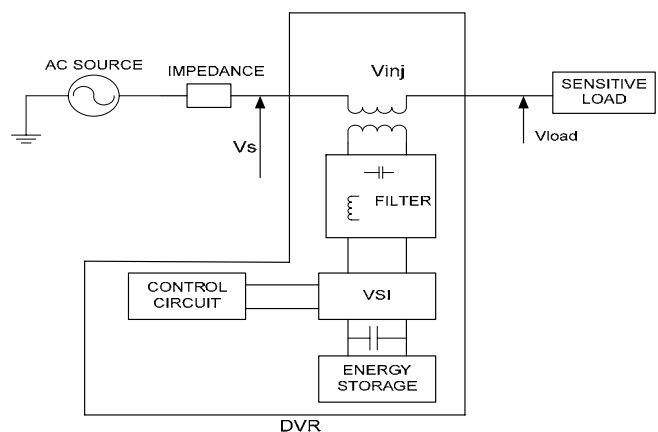 AC SOURCE
IMPEDANCE
Vinj
SENSITIVE
LOAD
Vs
Vload
FILTER
CONTROL
CIRCUIT
VSI
ENERGY
STORAGE
DVR